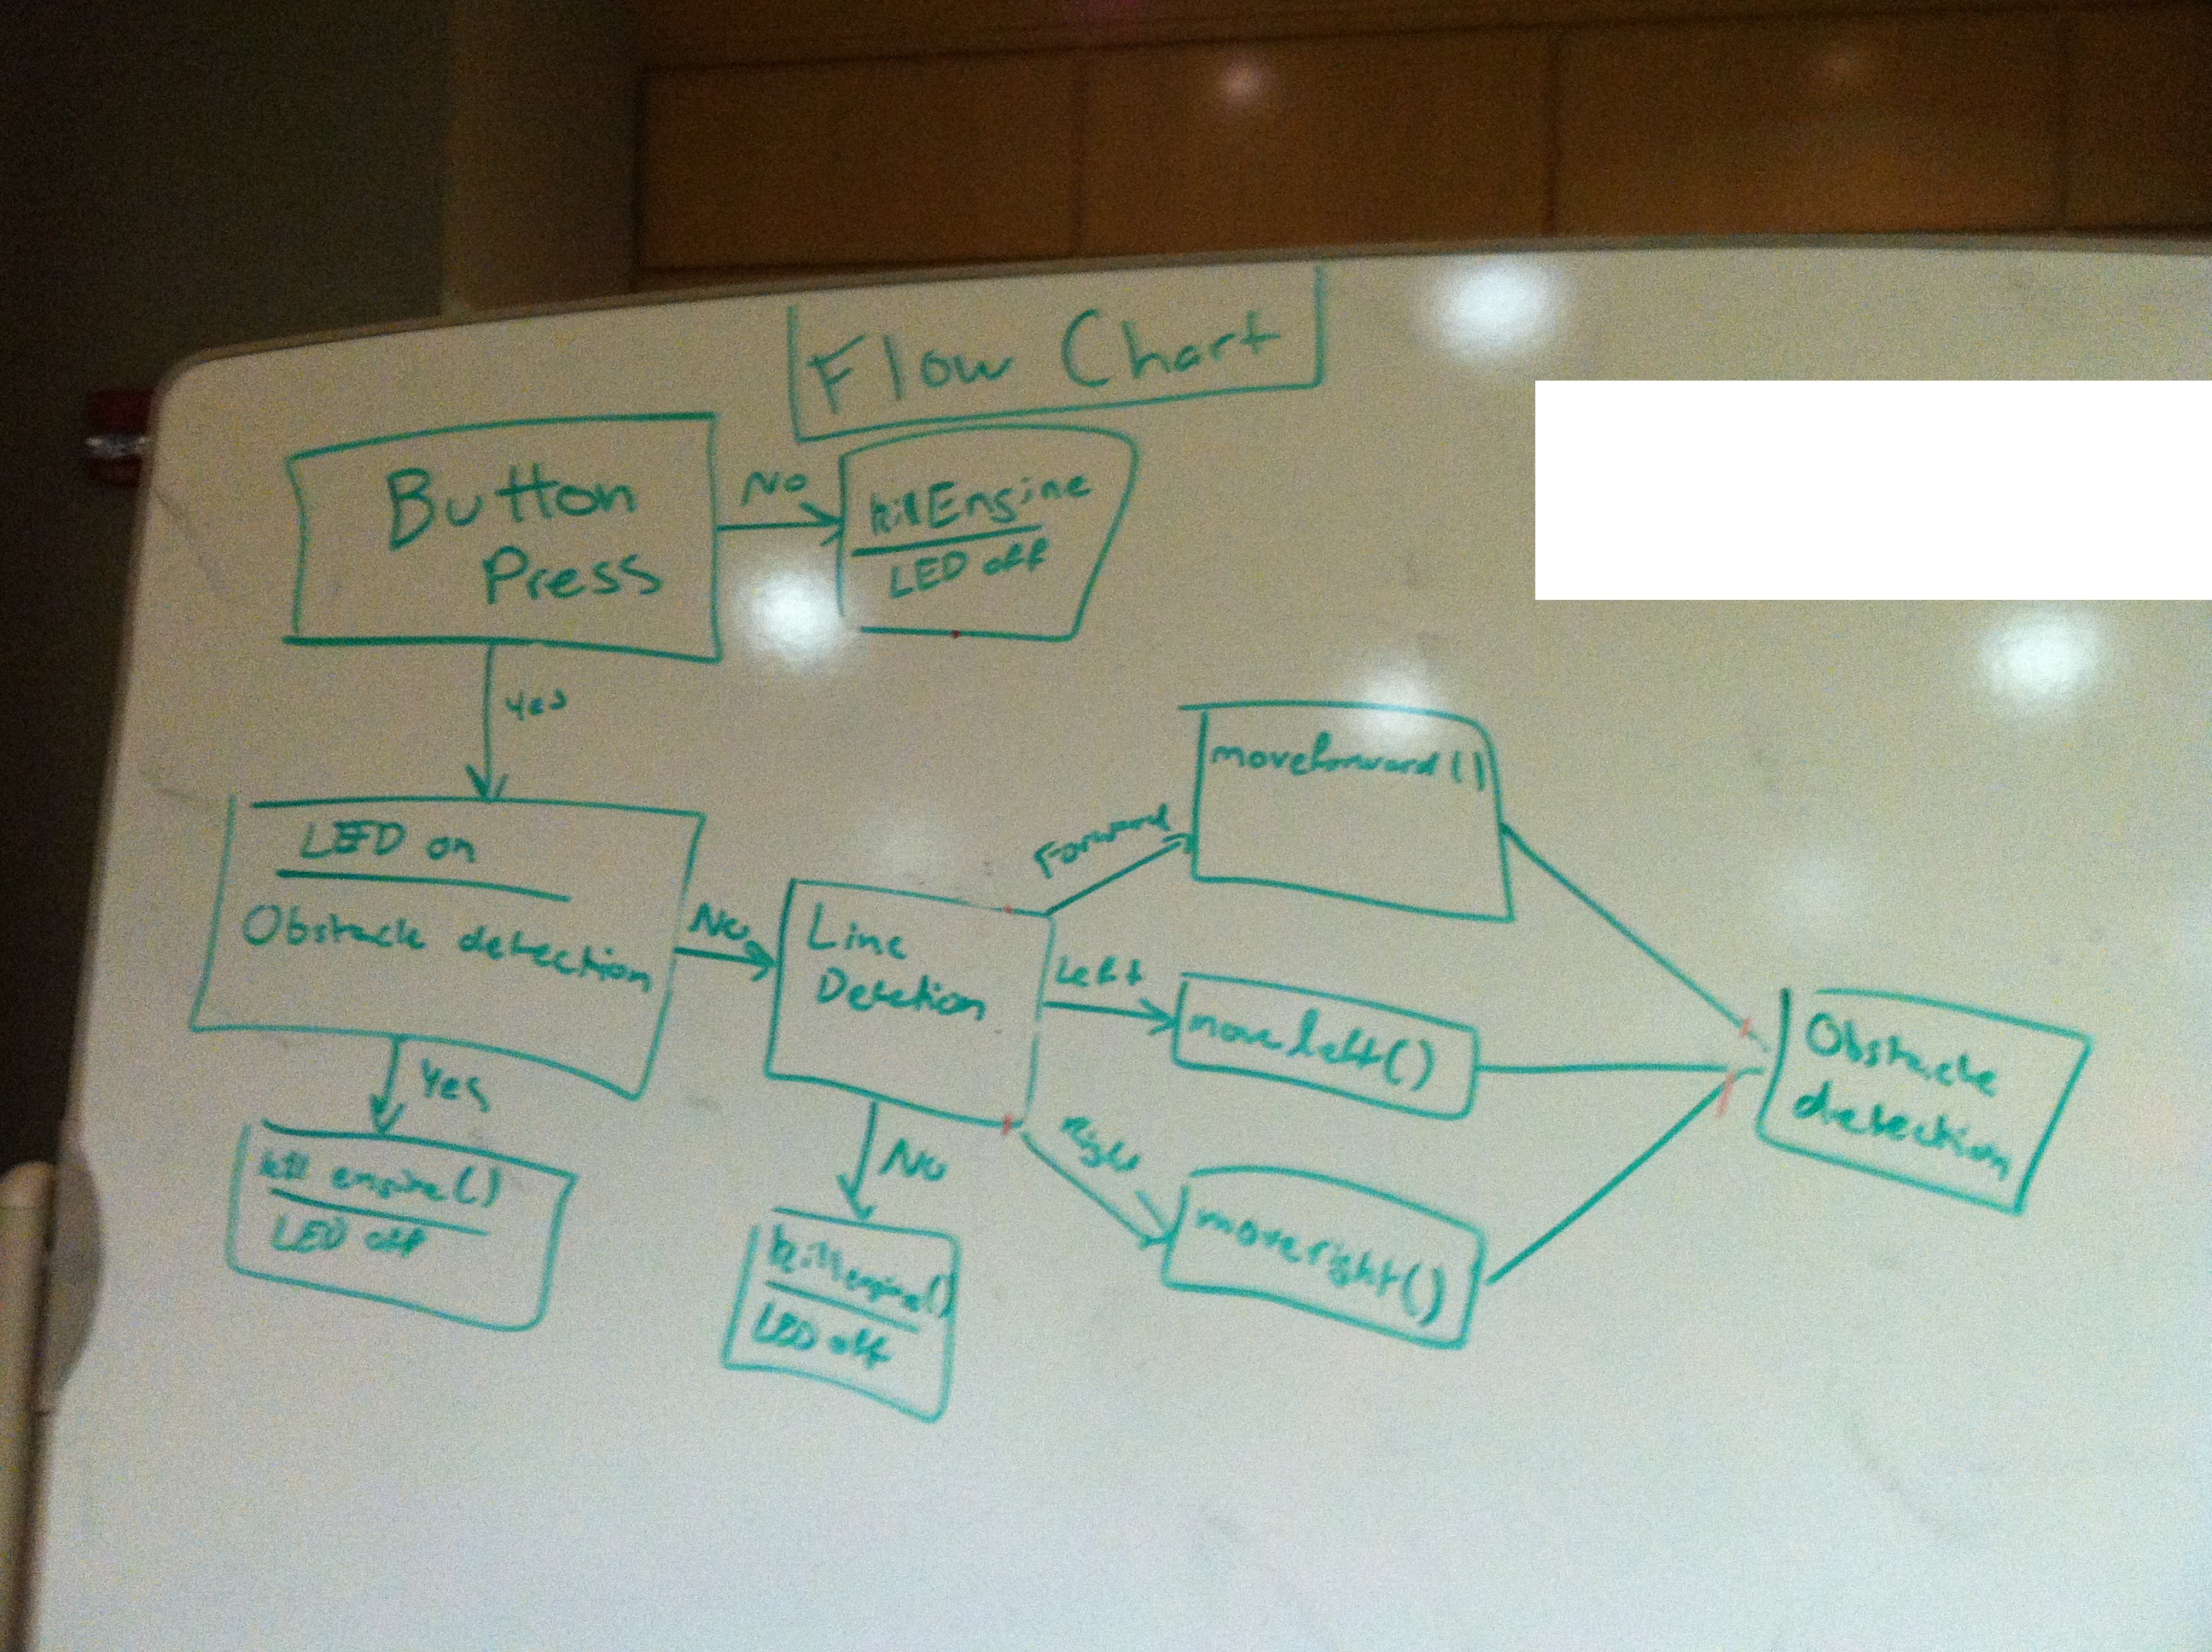 Flow Chart
Button
Press
No
killEngine
LED off
Yes
LED on
Obstacle detection
No
Line
Detection
Forward
moveforward()
Left
moveleft()
Right
moveright()
Obstacle
detection
Yes
kill engine()
LED off
No
killengine()
LED off